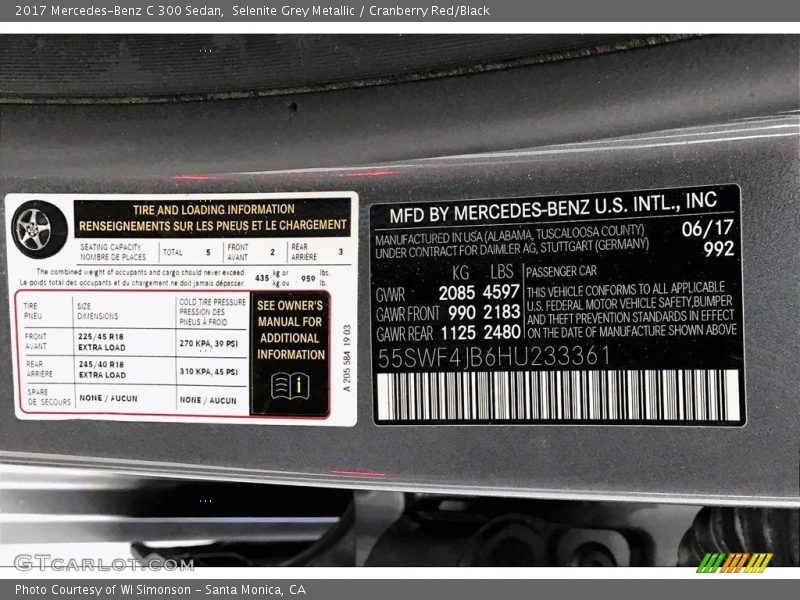 2017 Mercedes-Benz C 300 Sedan, Selenite Grey Metallic / Cranberry Red/Black
TIRE AND LOADING INFORMATION
RENSEIGNEMENTS SUR LES PNEUS ET LE CHARGEMENT
SEATING CAPACITY
NOMBRE DE PLACES
TOTAL 5
FRONT
AVANT
2
REAR
ARRIÈRE
3
The combined weight of occupants and cargo should never exceed
Le poids total des occupants et du chargement ne doit jamais dépasser
435 kg or
kg ou
959 lbs.
lb.
TIRE
PNEU
SIZE
DIMENSIONS
COLD TIRE PRESSURE
PRESSION DES
PNEUS À FROID
FRONT
AVANT
225/45 R18
EXTRA LOAD
270 KPA, 39 PSI
REAR
ARRIÈRE
245/40 R18
EXTRA LOAD
310 KPA, 45 PSI
SPARE
DE SECOURS
NONE / AUCUN
NONE / AUCUN
SEE OWNER'S
MANUAL FOR
ADDITIONAL
INFORMATION
i
A 205 584 19 03
MFD BY MERCEDES-BENZ U.S. INTL., INC
MANUFACTURED IN USA (ALABAMA, TUSCALOOSA COUNTY)
UNDER CONTRACT FOR DAIMLER AG, STUTTGART (GERMANY)
06/17
992
KG LBS
GVWR 2085 4597
GAWR FRONT 990 2183
GAWR REAR 1125 2480
PASSENGER CAR
THIS VEHICLE CONFORMS TO ALL APPLICABLE
U.S. FEDERAL MOTOR VEHICLE SAFETY,BUMPER
AND THEFT PREVENTION STANDARDS IN EFFECT
ON THE DATE OF MANUFACTURE SHOWN ABOVE
55SWF4JB6HU233361
GTCARLOT.COM
Photo Courtesy of WI Simonson - Santa Monica, CA